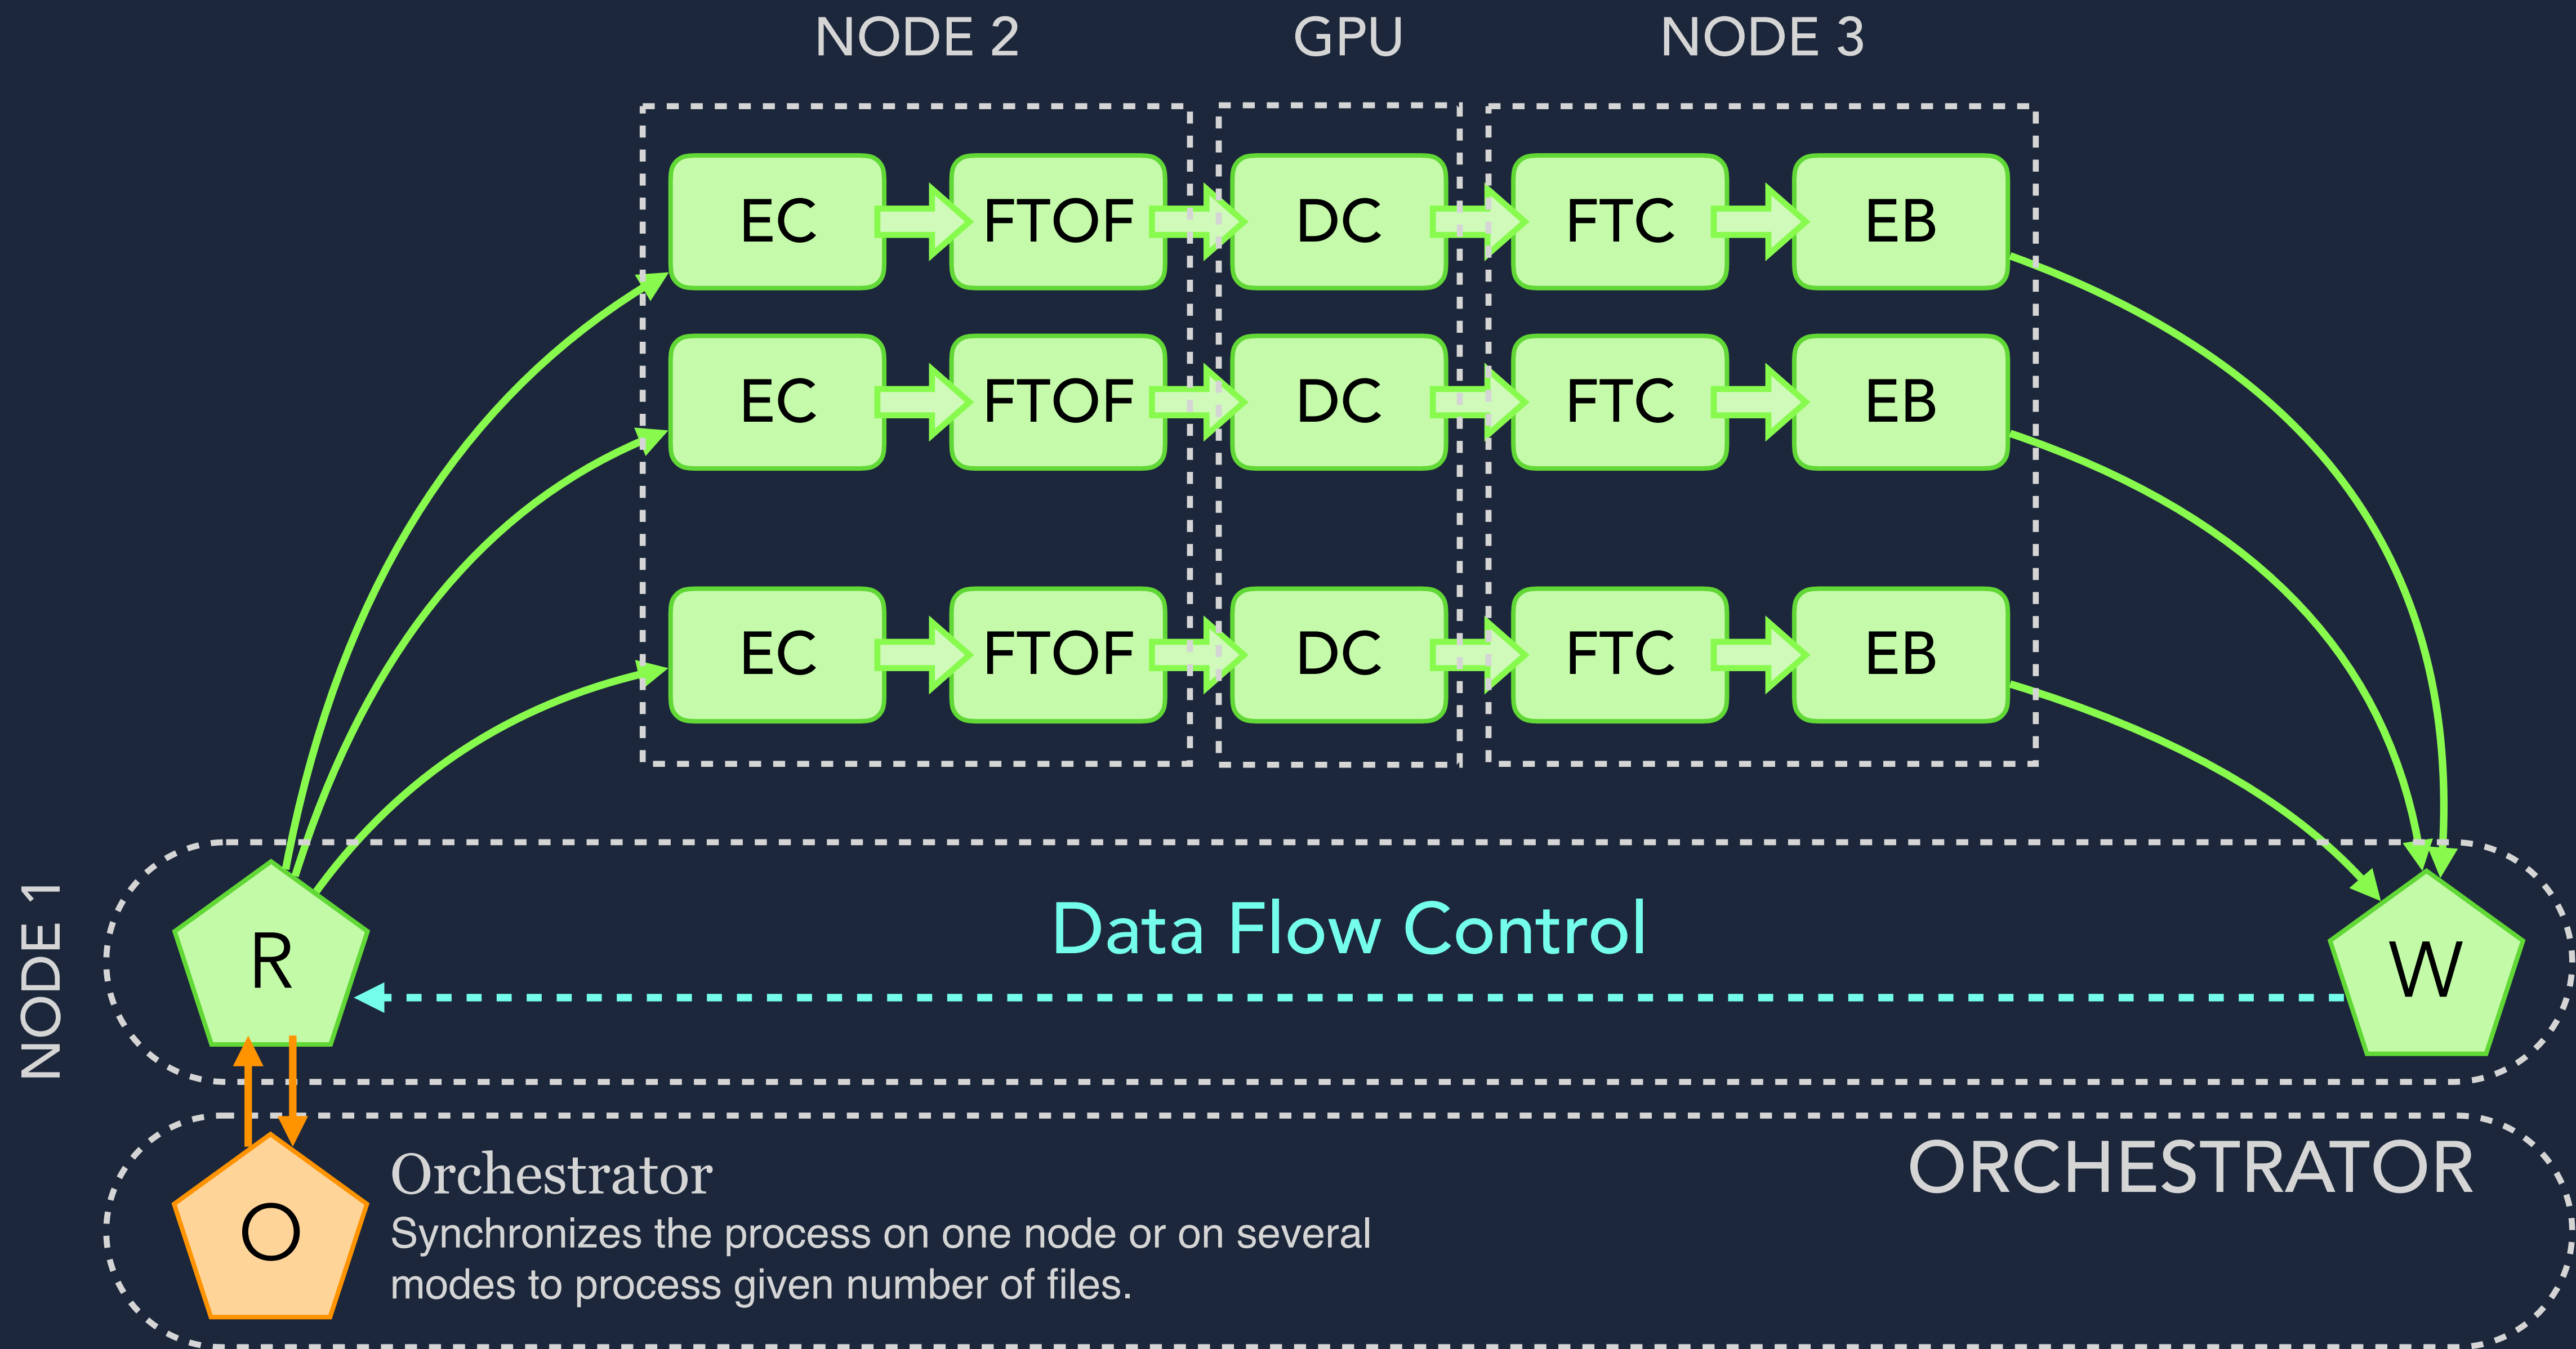 NODE 2
GPU
NODE 3
EC
FTOF
DC
FTC
EB
EC
FTOF
DC
FTC
EB
EC
FTOF
DC
FTC
EB
NODE 1
R
Data Flow Control
W
O
Orchestrator
Synchronizes the process on one node or on several
modes to process given number of files.
ORCHESTRATOR